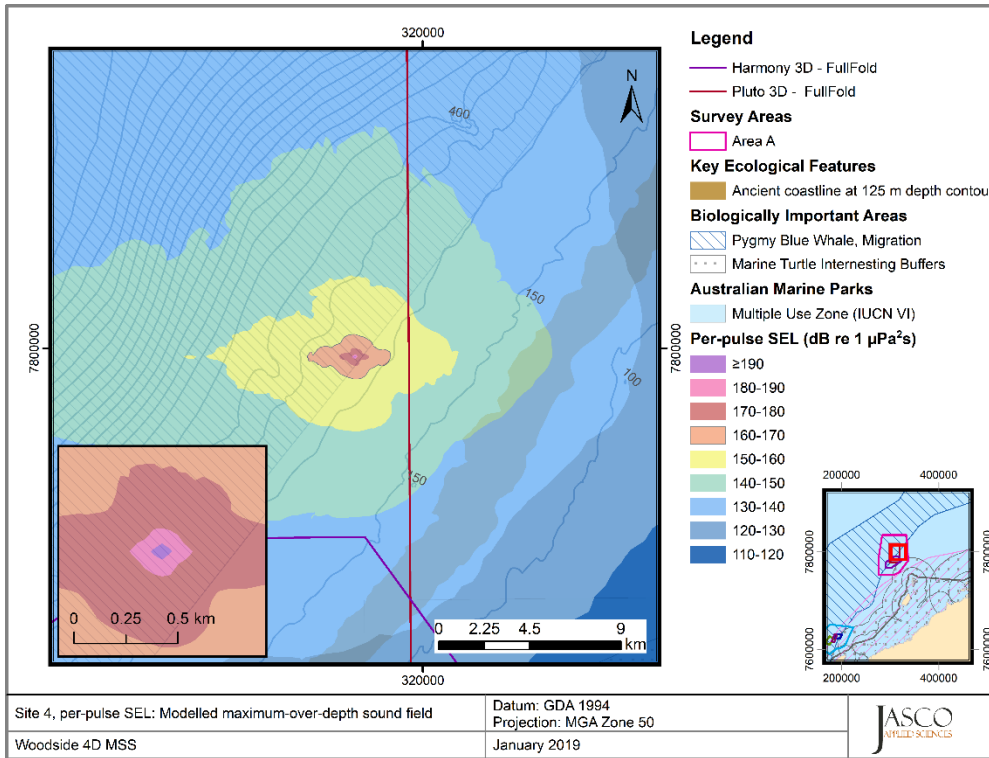 320000
7800000
N
400
150
100
150
7800000
0 0.25 0.5 km
0 2.25 4.5 9
km
320000
Legend
Harmony 3D - FullFold
Pluto 3D - FullFold
Survey Areas
Area A
Key Ecological Features
Ancient coastline at 125 m depth contou
Biologically Important Areas
Pygmy Blue Whale, Migration
Marine Turtle Internesting Buffers
Australian Marine Parks
Multiple Use Zone (IUCN VI)
Per-pulse SEL (dB re 1 µPa²s)
≥190
180-190
170-180
160-170
150-160
140-150
130-140
120-130
110-120
200000 400000
7800000
7800000
7600000
7600000
200000 400000
Site 4, per-pulse SEL: Modelled maximum-over-depth sound field
Woodside 4D MSS
Datum: GDA 1994
Projection: MGA Zone 50
January 2019
JASCO
APPLIED SCIENCES